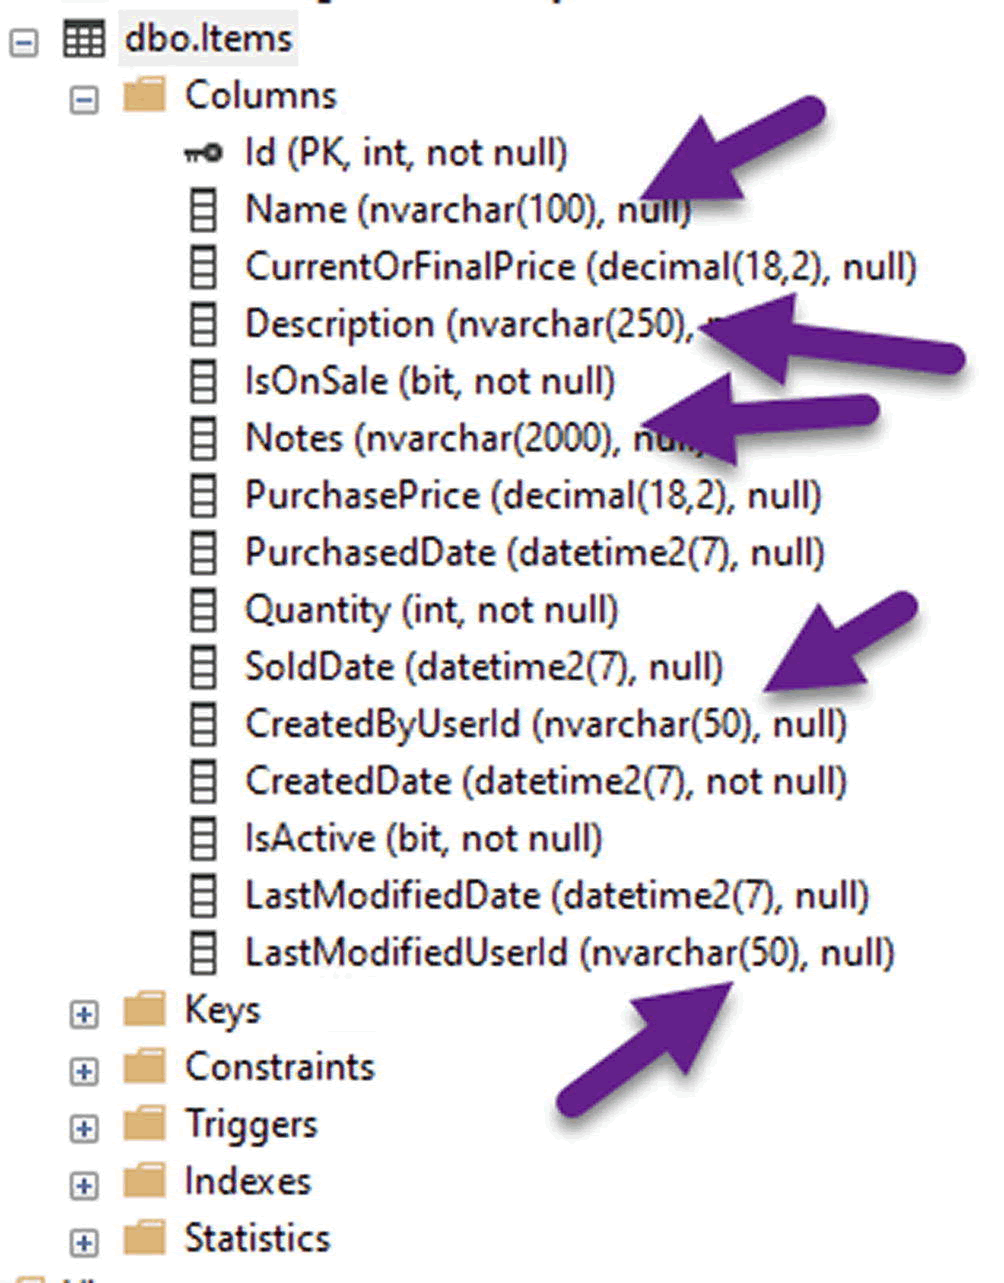 dbo.Items
Columns
Id (PK, int, not null)
Name (nvarchar(100), null)
CurrentOrFinalPrice (decimal(18,2), null)
Description (nvarchar(250),
IsOnSale (bit, not null)
Notes (nvarchar(2000), null)
PurchasePrice (decimal(18,2), null)
PurchasedDate (datetime2(7), null)
Quantity (int, not null)
SoldDate (datetime2(7), null)
CreatedByUserId (nvarchar(50), null)
CreatedDate (datetime2(7), not null)
IsActive (bit, not null)
LastModifiedDate (datetime2(7), null)
LastModifiedUserId (nvarchar(50), null)
Keys
Constraints
Triggers
Indexes
Statistics